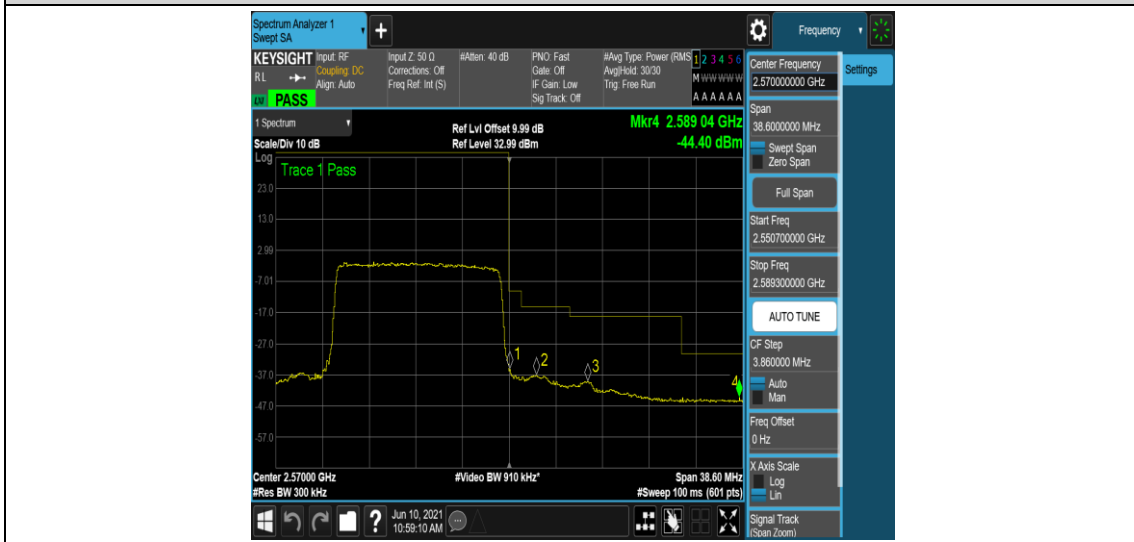 Spectrum Analyzer 1
Swept SA
+
Frequency
KEYSIGHT
RL
LXI
PASS
Input: RF
Coupling: DC
Align: Auto
Input Z: 50 Ω
Corrections: Off
Freq Ref: Int (S)
#Atten: 40 dB
PNO: Fast
Gate: Off
IF Gain: Low
Sig Track: Off
#Avg Type: Power (RMS
Avg|Hold: 30/30
Trig: Free Run
1 2 3 4 5 6
M W W W W W
A A A A A A
Center Frequency
2.570000000 GHz
Settings
Span
38.6000000 MHz
Swept Span
Zero Span
Full Span
Start Freq
2.550700000 GHz
Stop Freq
2.589300000 GHz
AUTO TUNE
CF Step
3.860000 MHz
Auto
Man
Freq Offset
0 Hz
X Axis Scale
Log
Lin
Signal Track
(Span Zoom)
1 Spectrum
Scale/Div 10 dB
Ref Lvl Offset 9.99 dB
Ref Level 32.99 dBm
Mkr4 2.589 04 GHz
-44.40 dBm
Log
Trace 1 Pass
23.0
13.0
2.99
-7.01
-17.0
-27.0
-37.0
-47.0
-57.0
1
2
3
4
Center 2.57000 GHz
#Res BW 300 kHz
#Video BW 910 kHz*
Span 38.60 MHz
#Sweep 100 ms (601 pts)
?
Jun 10, 2021
10:59:10 AM